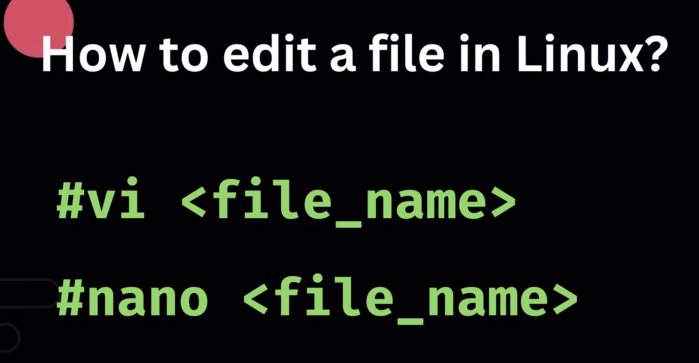 How to edit a file in Linux?
#vi <file_name>
#nano <file_name>